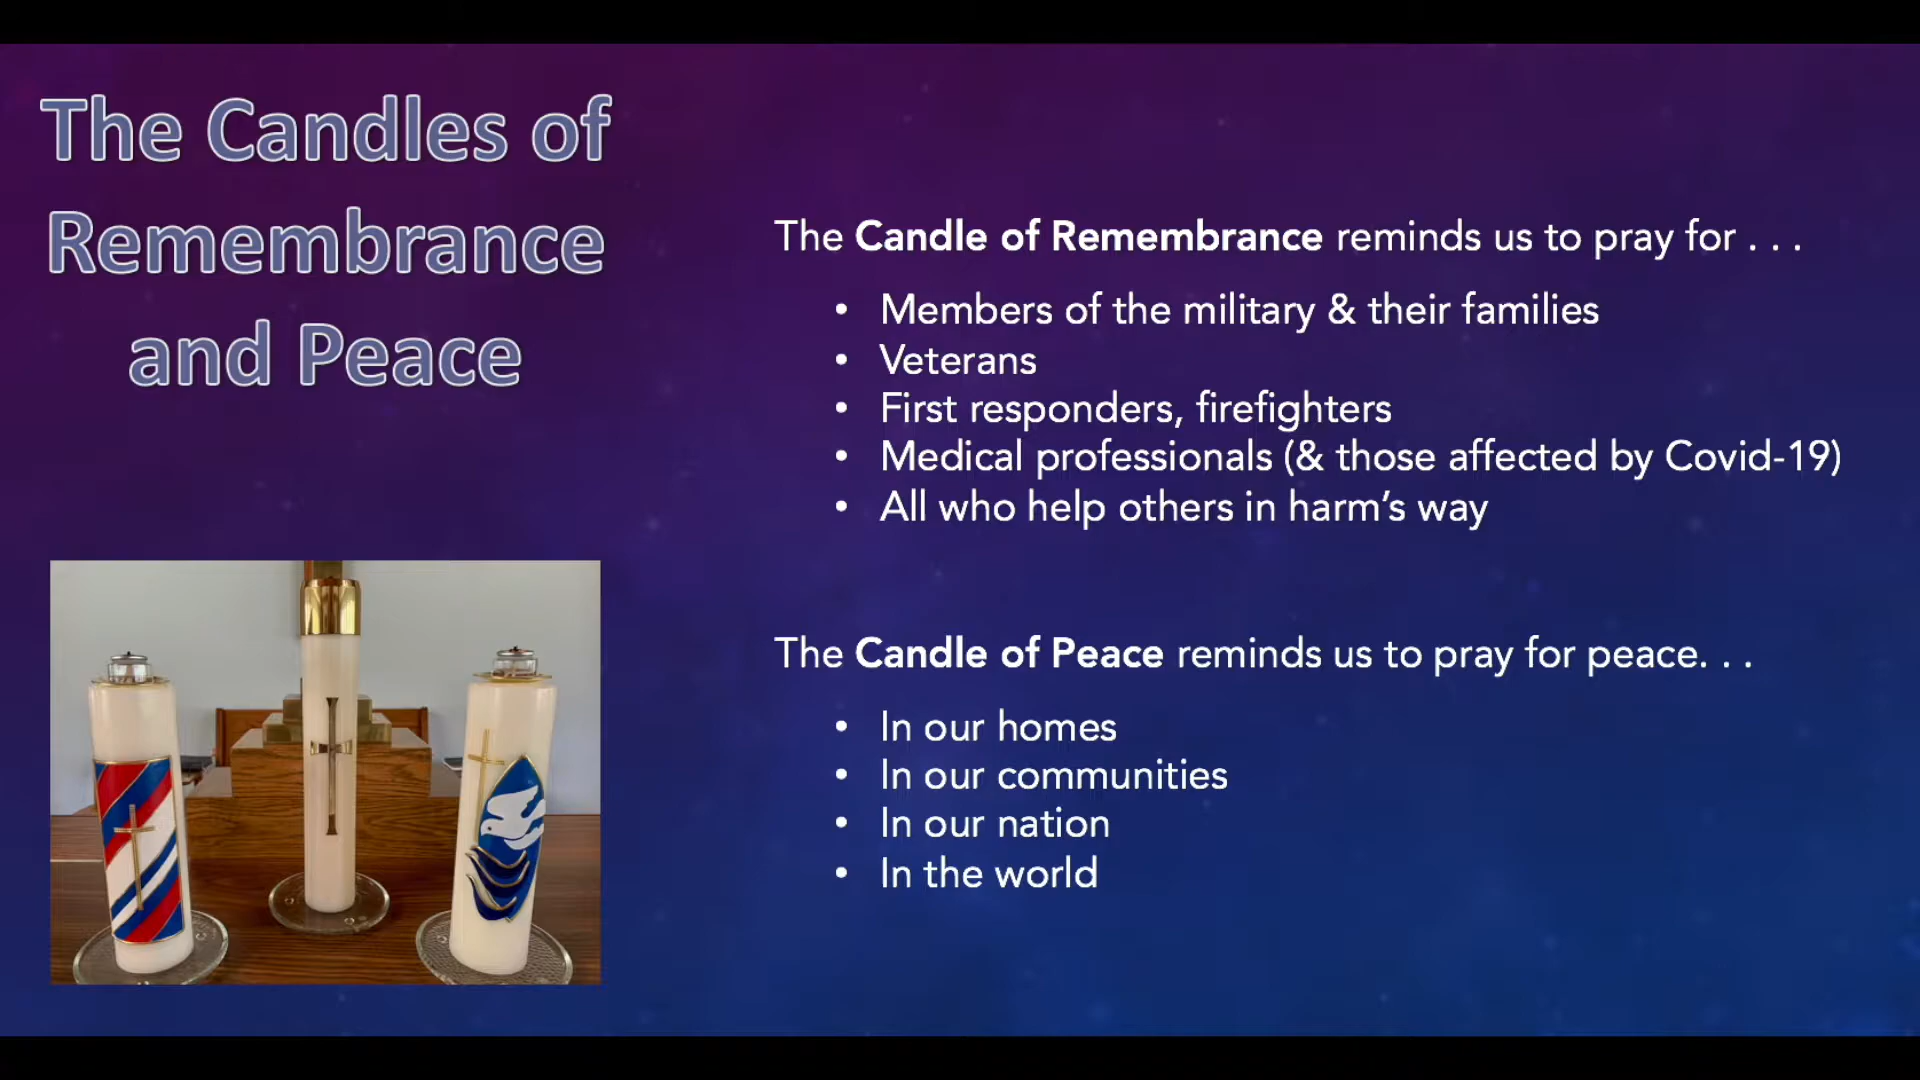 The Candles of
Remembrance
and Peace
The Candle of Remembrance reminds us to pray for . . .
• Members of the military & their families
• Veterans
• First responders, firefighters
• Medical professionals (& those affected by Covid-19)
• All who help others in harm’s way
The Candle of Peace reminds us to pray for peace. . .
• In our homes
• In our communities
• In our nation
• In the world